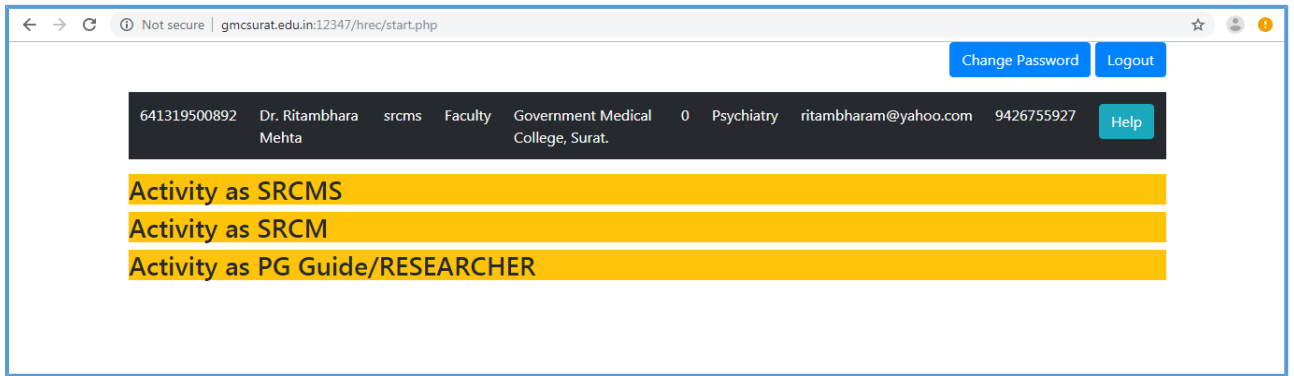 Not secure | gmcsurat.edu.in:12347/hrec/start.php
Change Password Logout
641319500892 Dr. Ritambhara Mehta srcms Faculty Government Medical College, Surat. 0 Psychiatry ritambharam@yahoo.com 9426755927 Help
Activity as SRCMS
Activity as SRCM
Activity as PG Guide/RESEARCHER